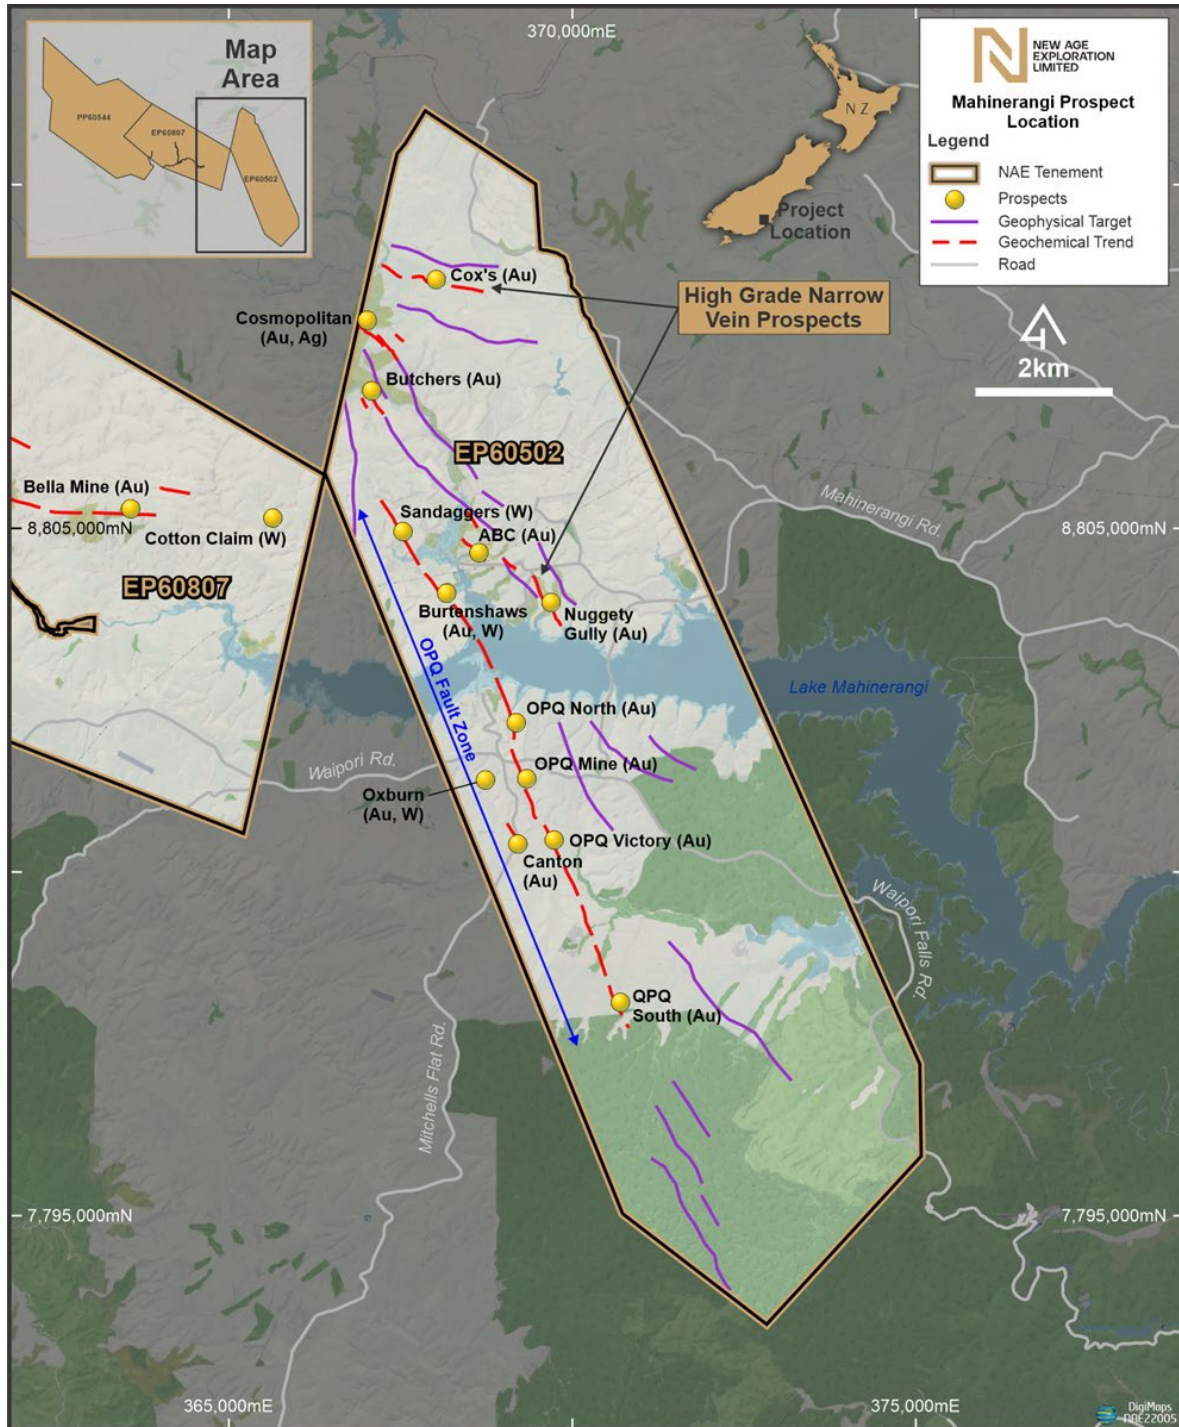 370,000mE
Map
Area
PP60544
EP60807
EP60502
N Z
Project
Location
NEW AGE
EXPLORATION
LIMITED
Mahinerangi Prospect
Location
Legend
NAE Tenement
Prospects
Geophysical Target
Geochemical Trend
Road
2km
Cox's (Au)
High Grade Narrow
Vein Prospects
Cosmopolitan
(Au, Ag)
Butchers (Au)
EP60502
Bella Mine (Au)
8,805,000mN
Cotton Claim (W)
EP60807
Sandaggers (W)
ABC (Au)
Mahinerangi Rd.
8,805,000mN
Burtenshaws
(Au, W)
Nuggety
Gully (Au)
OPQ Fault Zone
Lake Mahinerangi
OPQ North (Au)
Waipori Rd.
OPQ Mine (Au)
Oxburn
(Au, W)
OPQ Victory (Au)
Canton
(Au)
Waipori Falls Rd.
QPQ
South (Au)
Mitchells Flat Rd.
7,795,000mN
7,795,000mN
365,000mE
375,000mE
DigiMaps
NAE22005